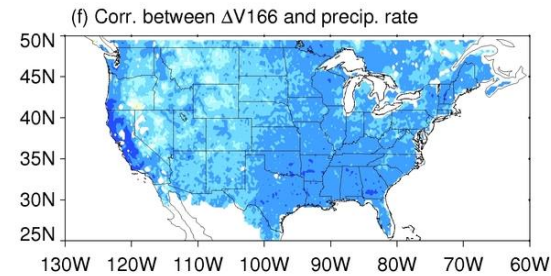 (f) Corr. between ΔV166 and precip. rate
50N
45N
40N
35N
30N
25N
130W 120W 110W 100W 90W 80W 70W 60W